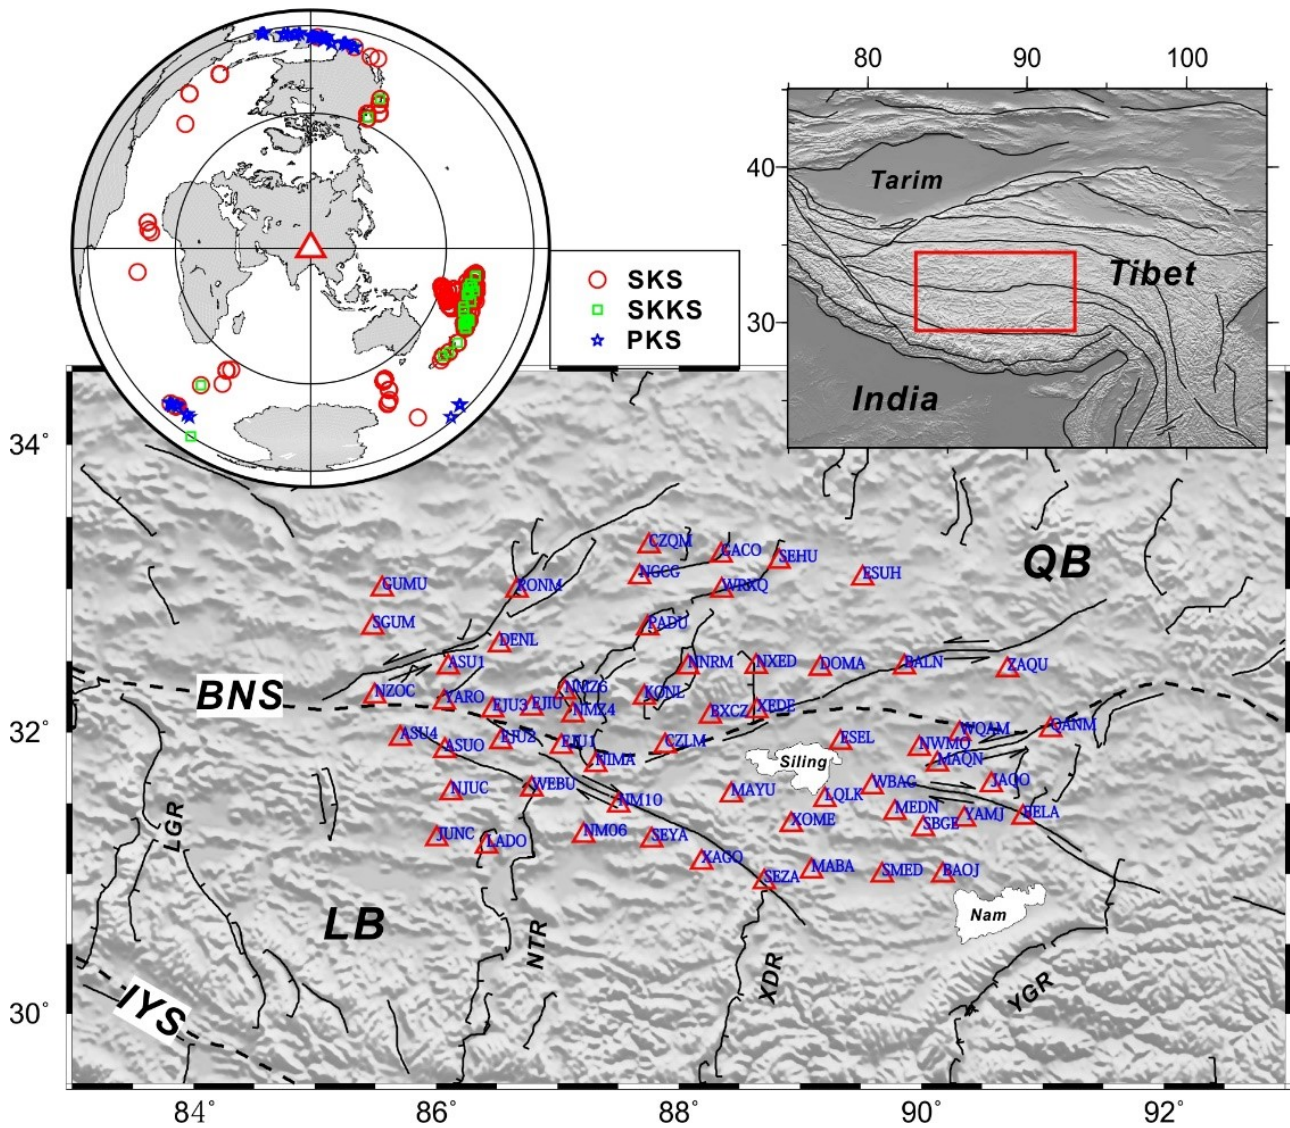 80 90 100
40
Tarim
SKS
SKKS
PKS
Tibet
30
India
34°
CZQM GACO SEHU
QB
GUMU RONM NGCG WRXQ ESUH
SGUM PADU
DENL
ASU1 NNRM NXED DOMA BALN ZAQU
BNS
NZOC YARO EJU3 EJIU NMZ6 KONL XEDE
NMZ4 BXCZ
32°
ASU4 ASUO EJU2 CZLM ESEL WQAM QANM
NWMO
NIMA Siling MAQN
NJUC WEBU MAYU LQLK WBAC JAQO
NM10 MEDN YAMJ BELA
XOME SBGE
LGR
JUNC LADO NM06 SEYA
XAGO MABA SMED BAOJ
SEZA
LB
Nam
NTR
XDR
YGR
30°
IYS
84° 86° 88° 90° 92°